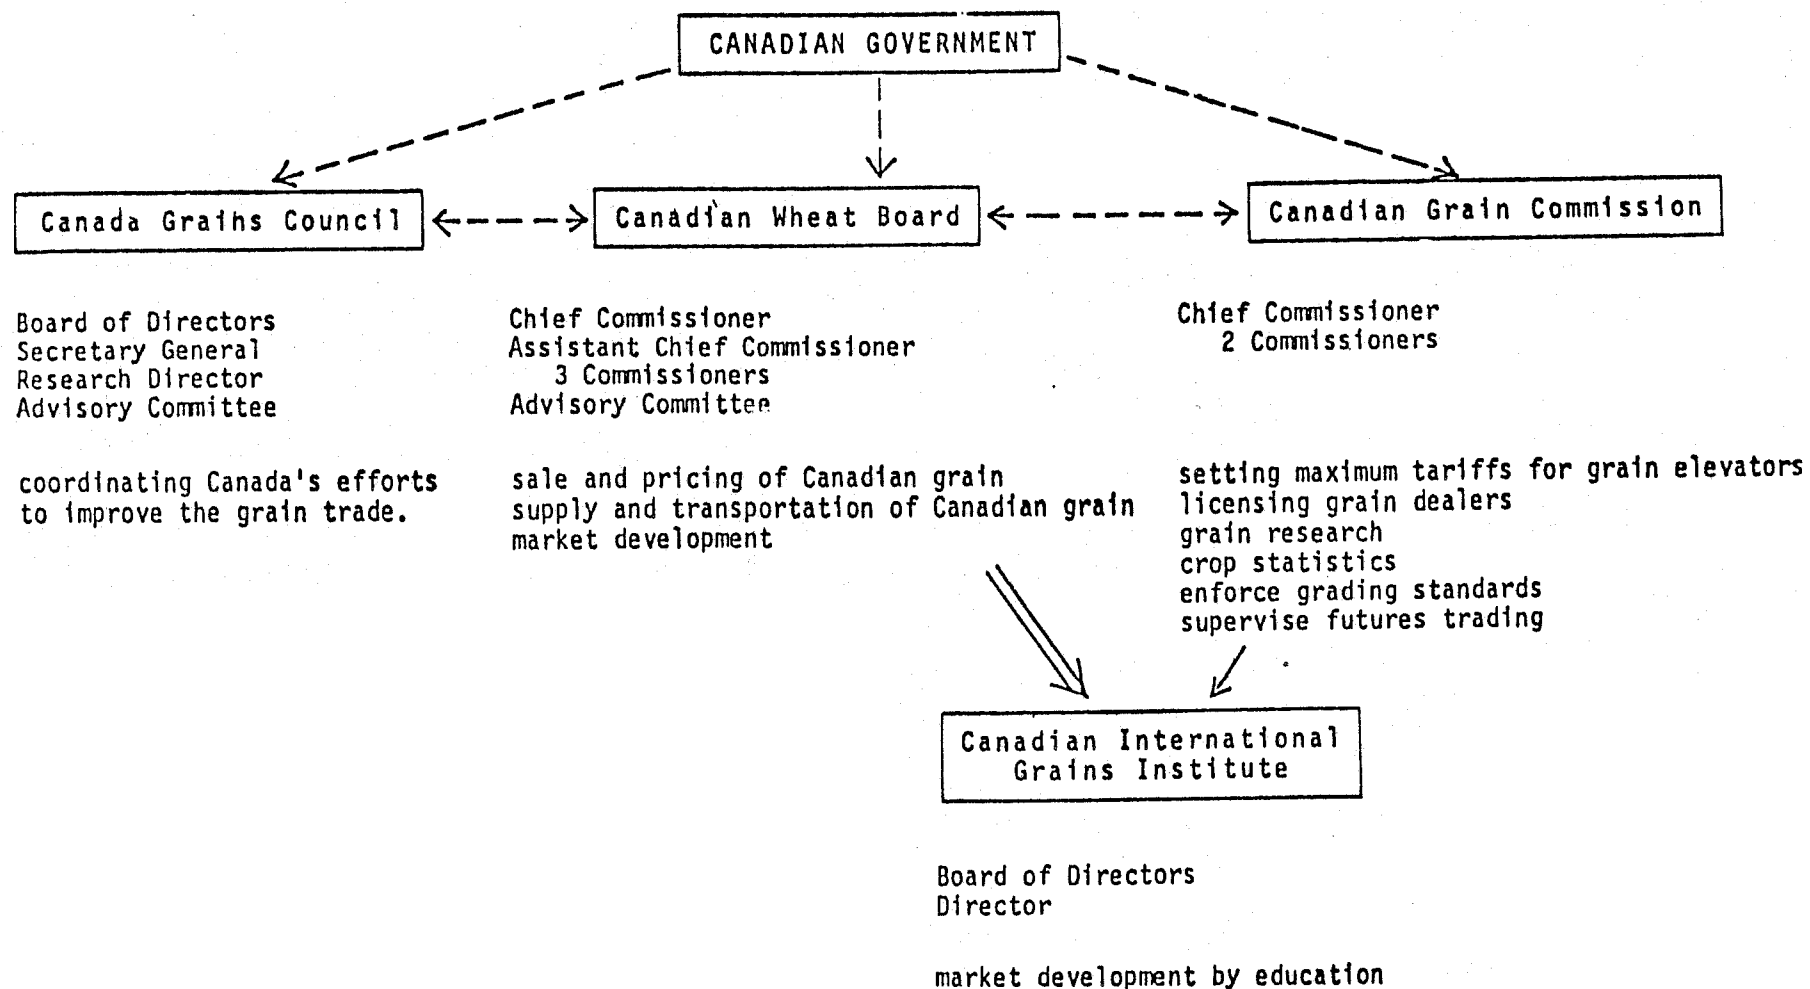 CANADIAN GOVERNMENT
Canada Grains Council
Canadian Wheat Board
Canadian Grain Commission
Board of Directors
Secretary General
Research Director
Advisory Committee
coordinating Canada's efforts
to improve the grain trade.
Chief Commissioner
Assistant Chief Commissioner
3 Commissioners
Advisory Committee
sale and pricing of Canadian grain
supply and transportation of Canadian grain
market development
Chief Commissioner
2 Commissioners
setting maximum tariffs for grain elevators
licensing grain dealers
grain research
crop statistics
enforce grading standards
supervise futures trading
Canadian International
Grains Institute
Board of Directors
Director
market development by education